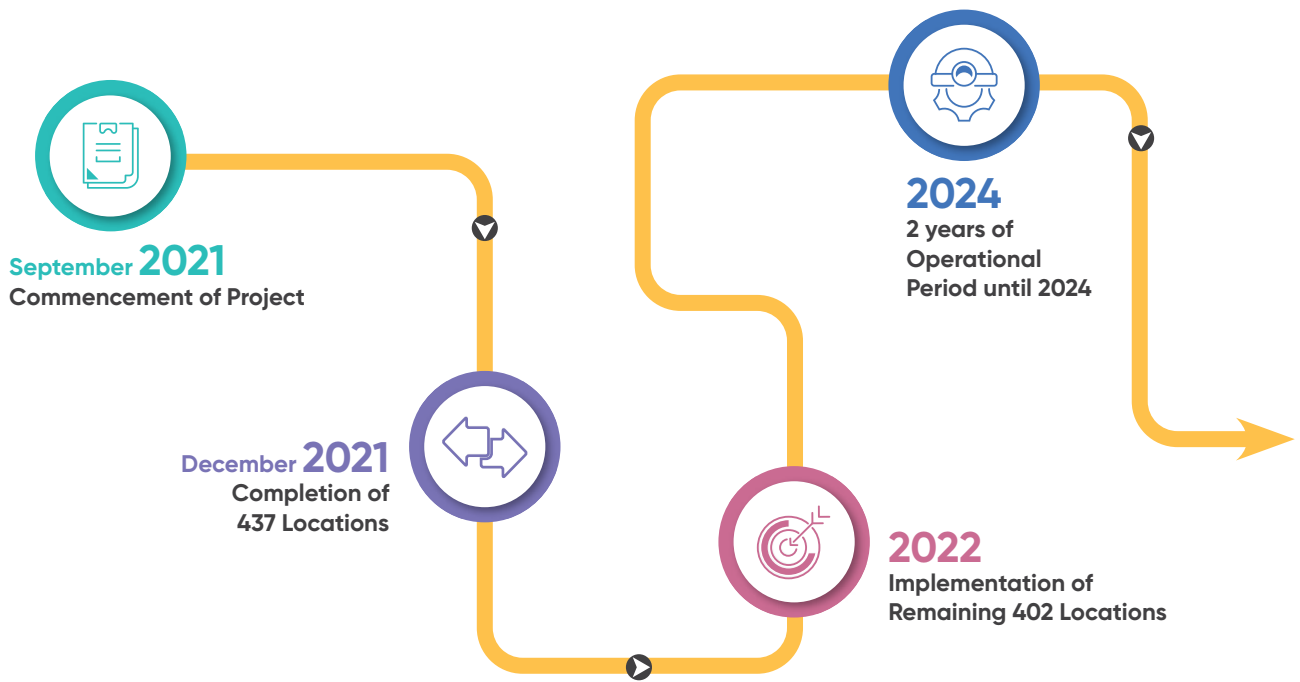 September 2021
Commencement of Project
December 2021
Completion of
437 Locations
2022
Implementation of
Remaining 402 Locations
2024
2 years of
Operational
Period until 2024